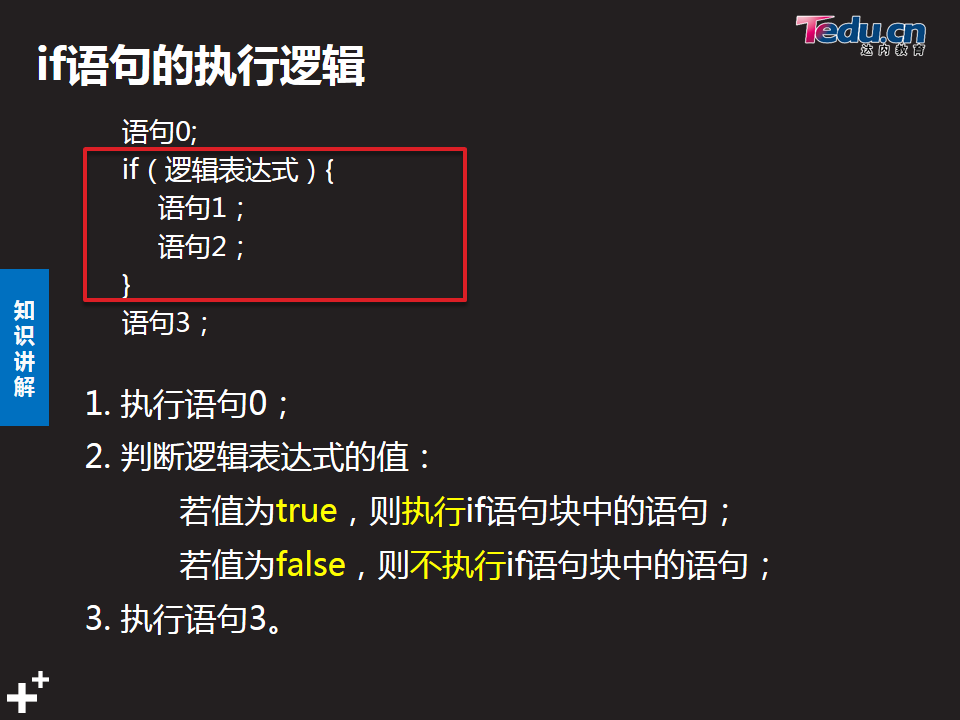 if语句的执行逻辑
Tedu.cn
达内教育
语句0;
if（逻辑表达式）{
语句1；
语句2；
}
语句3；
知识讲解
1. 执行语句0；
2. 判断逻辑表达式的值：
若值为true，则执行if语句块中的语句；
若值为false，则不执行if语句块中的语句；
3. 执行语句3。